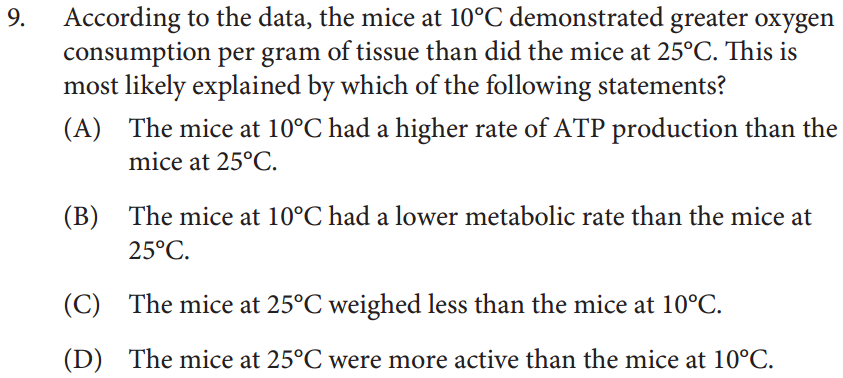 9. According to the data, the mice at 10°C demonstrated greater oxygen
consumption per gram of tissue than did the mice at 25°C. This is
most likely explained by which of the following statements?
(A) The mice at 10°C had a higher rate of ATP production than the
mice at 25°C.
(B) The mice at 10°C had a lower metabolic rate than the mice at
25°C.
(C) The mice at 25°C weighed less than the mice at 10°C.
(D) The mice at 25°C were more active than the mice at 10°C.